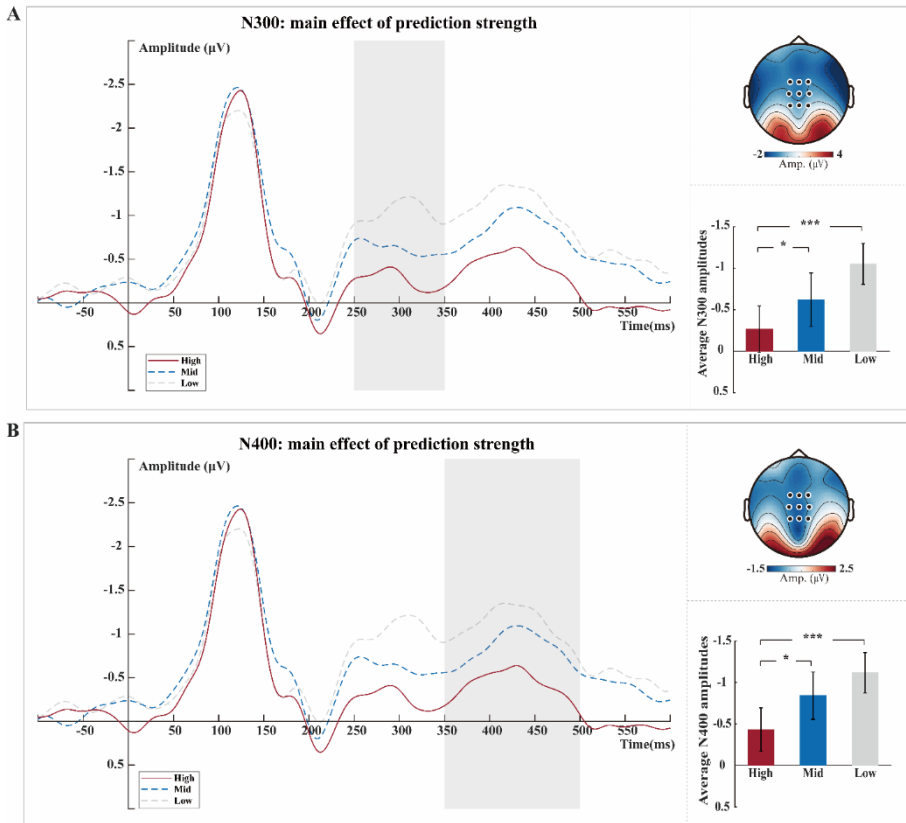 A
N300: main effect of prediction strength
Amplitude (μV)
-2.5
-2
-1.5
-1
-0.5
0.5
-50 50 100 150 200 250 300 350 400 450 500 550
Time(ms)
High
Mid
Low
-2 4
Amp. (μV)
Average N300 amplitudes
-1.5
-1
-0.5
0
0.5
***
*
High Mid Low
B
N400: main effect of prediction strength
Amplitude (μV)
-2.5
-2
-1.5
-1
-0.5
0.5
-50 50 100 150 200 250 300 350 400 450 500 550
Time(ms)
High
Mid
Low
-1.5 2.5
Amp. (μV)
Average N400 amplitudes
-1.5
-1
-0.5
0
0.5
***
*
High Mid Low